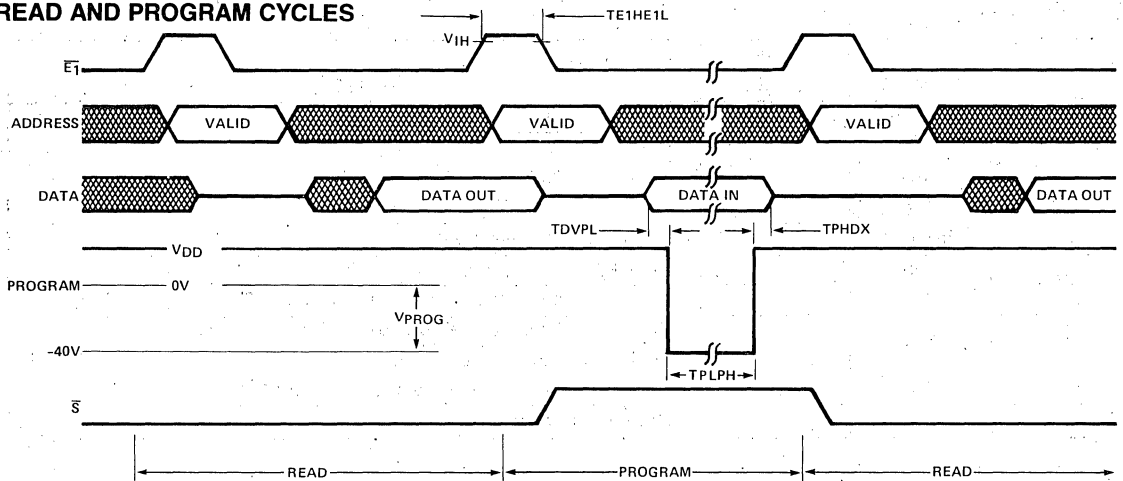 READ AND PROGRAM CYCLES
TE1HE1L
VIH
E1
ADDRESS
VALID
VALID
VALID
DATA
DATA OUT
DATA IN
DATA OUT
TDVPL
TPHDX
VDD
PROGRAM
0V
VPROG
-40V
TPLPH
S
READ
PROGRAM
READ